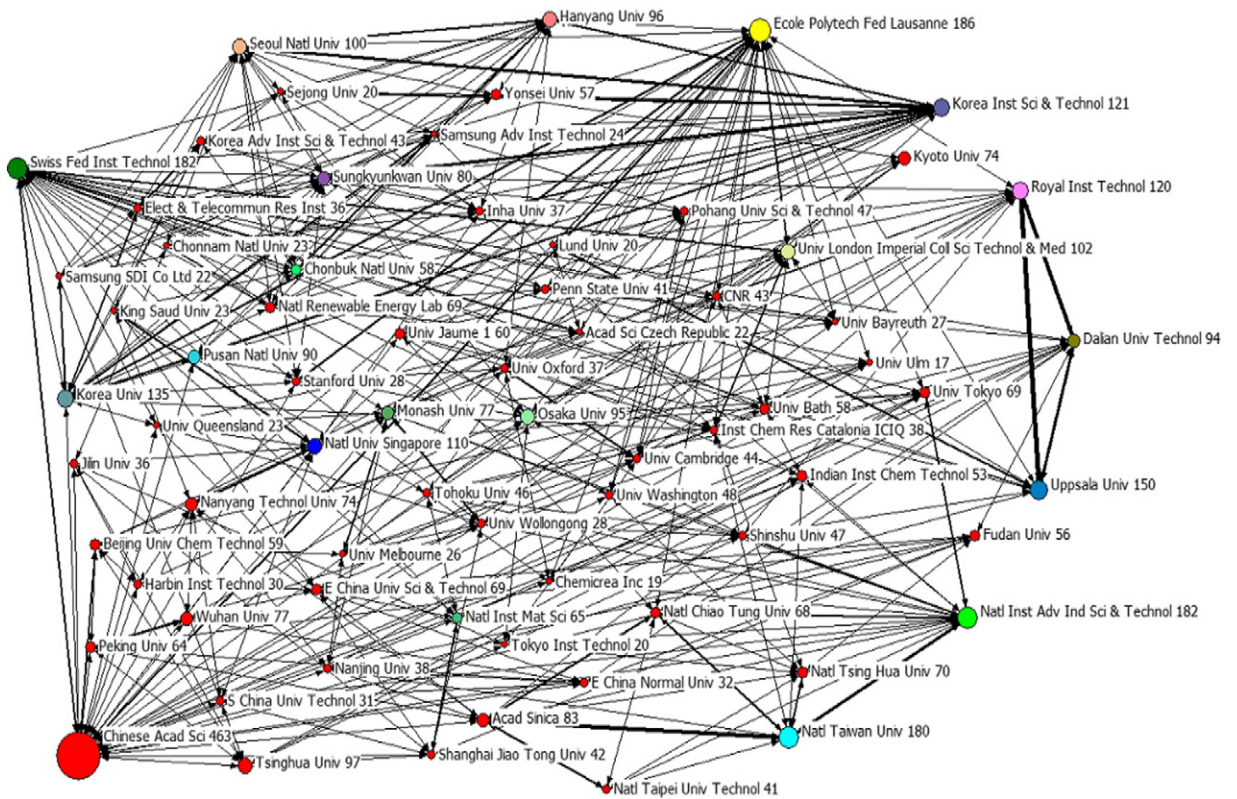 Hanyang Univ 96
Ecole Polytech Fed Lausanne 186
Seoul Natl Univ 100
Sejong Univ 20
Yonsei Univ 57
Korea Inst Sci & Technol 121
Korea Adv Inst Sci & Technol 43
Samsung Adv Inst Technol 24
Kyoto Univ 74
Swiss Fed Inst Technol 182
Sungkyunkwan Univ 80
Royal Inst Technol 120
Elect & Telecommun Res Inst 36
Inha Univ 37
Pohang Univ Sci & Technol 47
Chonnam Natl Univ 23
Lund Univ 20
Univ London Imperial Coll Sci Technol & Med 102
Samsung SDI Co Ltd 22
Chonbuk Natl Univ 58
Penn State Univ 41
CNR 43
King Saud Univ 23
Natl Renewable Energy Lab 69
Univ Jaume 1 60
Acad Sci Czech Republic 22
Univ Bayreuth 27
Dalian Univ Technol 94
Pusan Natl Univ 90
Stanford Univ 28
Univ Oxford 37
Univ Ulm 17
Korea Univ 135
Univ Tokyo 69
Monash Univ 77
Osaka Univ 95
Univ Bath 58
Univ Queensland 23
Natl Univ Singapore 110
Inst Chem Res Catalonia ICIQ 38
Jlin Univ 36
Univ Cambridge 44
Indian Inst Chem Technol 53
Uppsala Univ 150
Nanyang Technol Univ 74
Tohoku Univ 46
Univ Washington 48
Univ Wollongong 28
Shinshu Univ 47
Fudan Univ 56
Beijing Univ Chem Technol 59
Univ Melbourne 26
Harbin Inst Technol 30
E China Univ Sci & Technol 69
Chemicrea Inc 19
Wuhan Univ 77
Natl Inst Mat Sci 65
Natl Chiao Tung Univ 68
Natl Inst Adv Ind Sci & Technol 182
Peking Univ 64
Tokyo Inst Technol 20
Nanjing Univ 38
E China Normal Univ 32
Natl Tsing Hua Univ 70
S China Univ Technol 31
Acad Sinica 83
Chinese Acad Sci 463
Natl Taiwan Univ 180
Tsinghua Univ 97
Shanghai Jiao Tong Univ 42
Natl Taipei Univ Technol 41